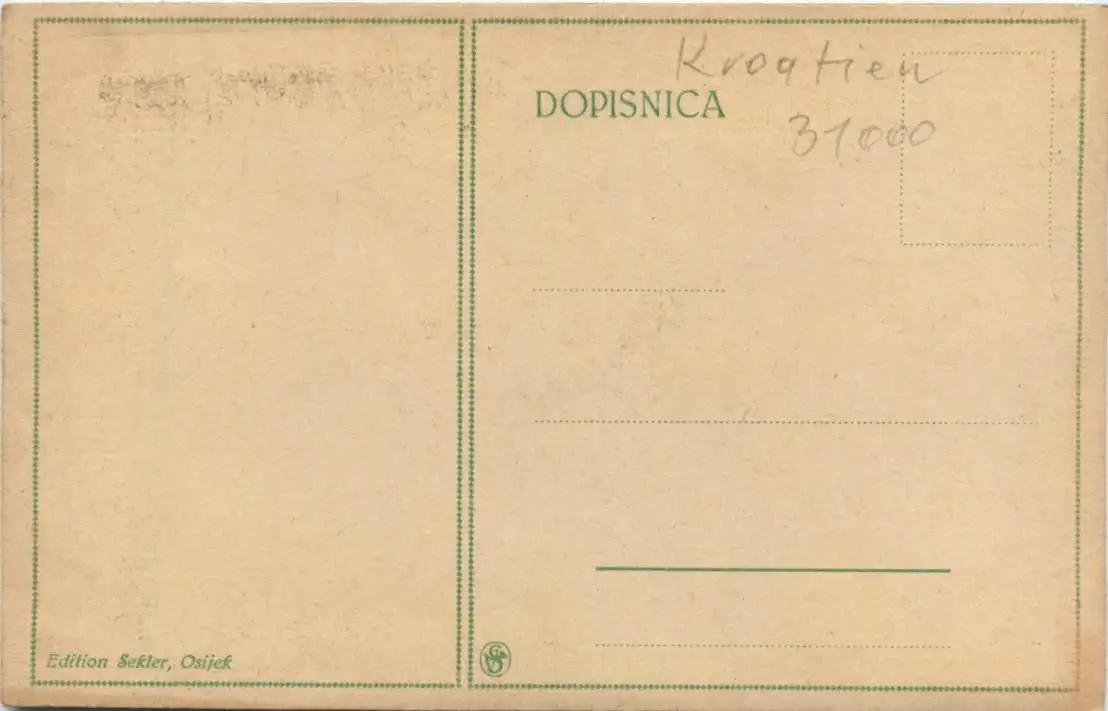 Kroatien
DOPISNICA
31000
Edition Sekler, Osijek